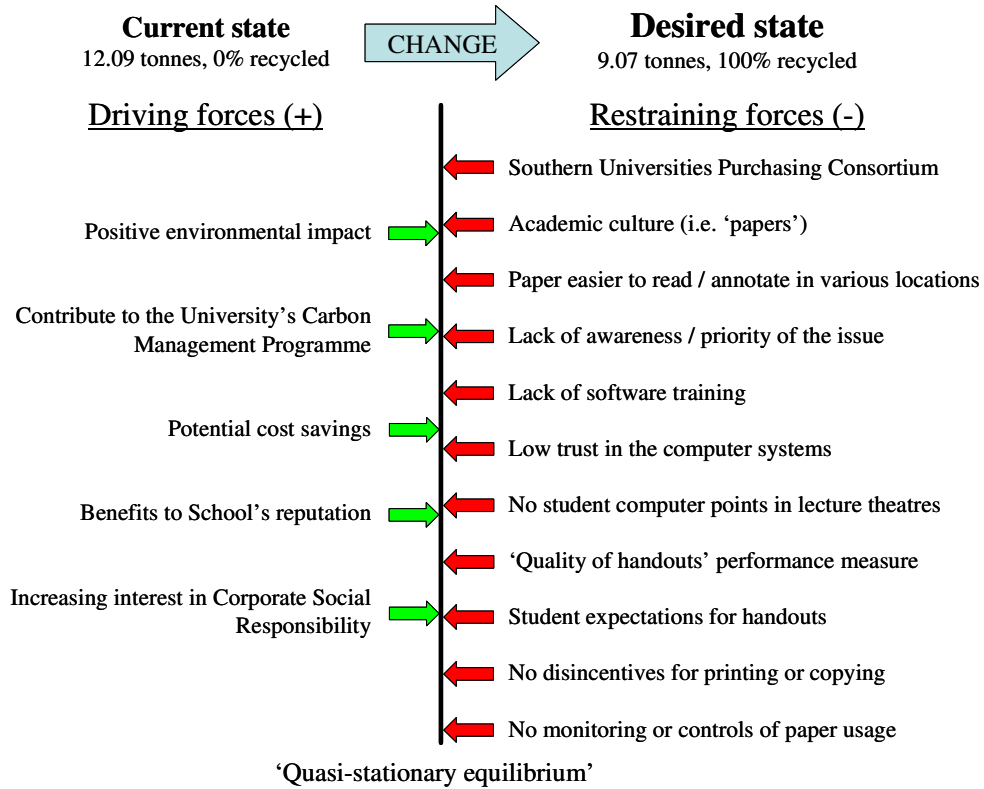 Current state
12.09 tonnes, 0% recycled
CHANGE
Desired state
9.07 tonnes, 100% recycled
Driving forces (+)
Restraining forces (-)
Positive environmental impact
Contribute to the University’s Carbon
Management Programme
Potential cost savings
Benefits to School’s reputation
Increasing interest in Corporate Social
Responsibility
Southern Universities Purchasing Consortium
Academic culture (i.e. ‘papers’)
Paper easier to read / annotate in various locations
Lack of awareness / priority of the issue
Lack of software training
Low trust in the computer systems
No student computer points in lecture theatres
‘Quality of handouts’ performance measure
Student expectations for handouts
No disincentives for printing or copying
No monitoring or controls of paper usage
‘Quasi-stationary equilibrium’